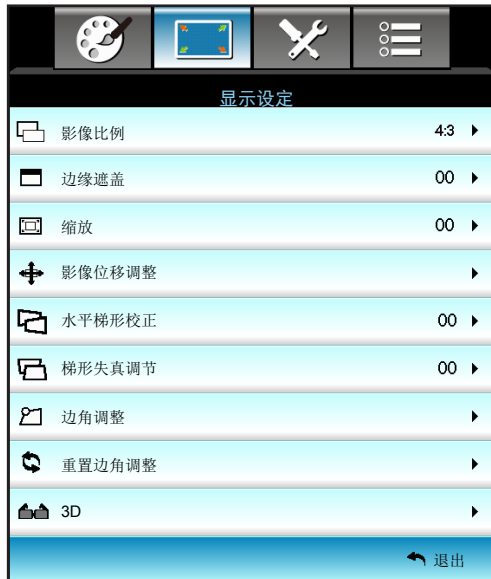 显示设定
影像比例 4:3
边缘遮盖 00
缩放 00
影像位移调整
水平梯形校正 00
梯形失真调节 00
边角调整
重置边角调整
3D
退出